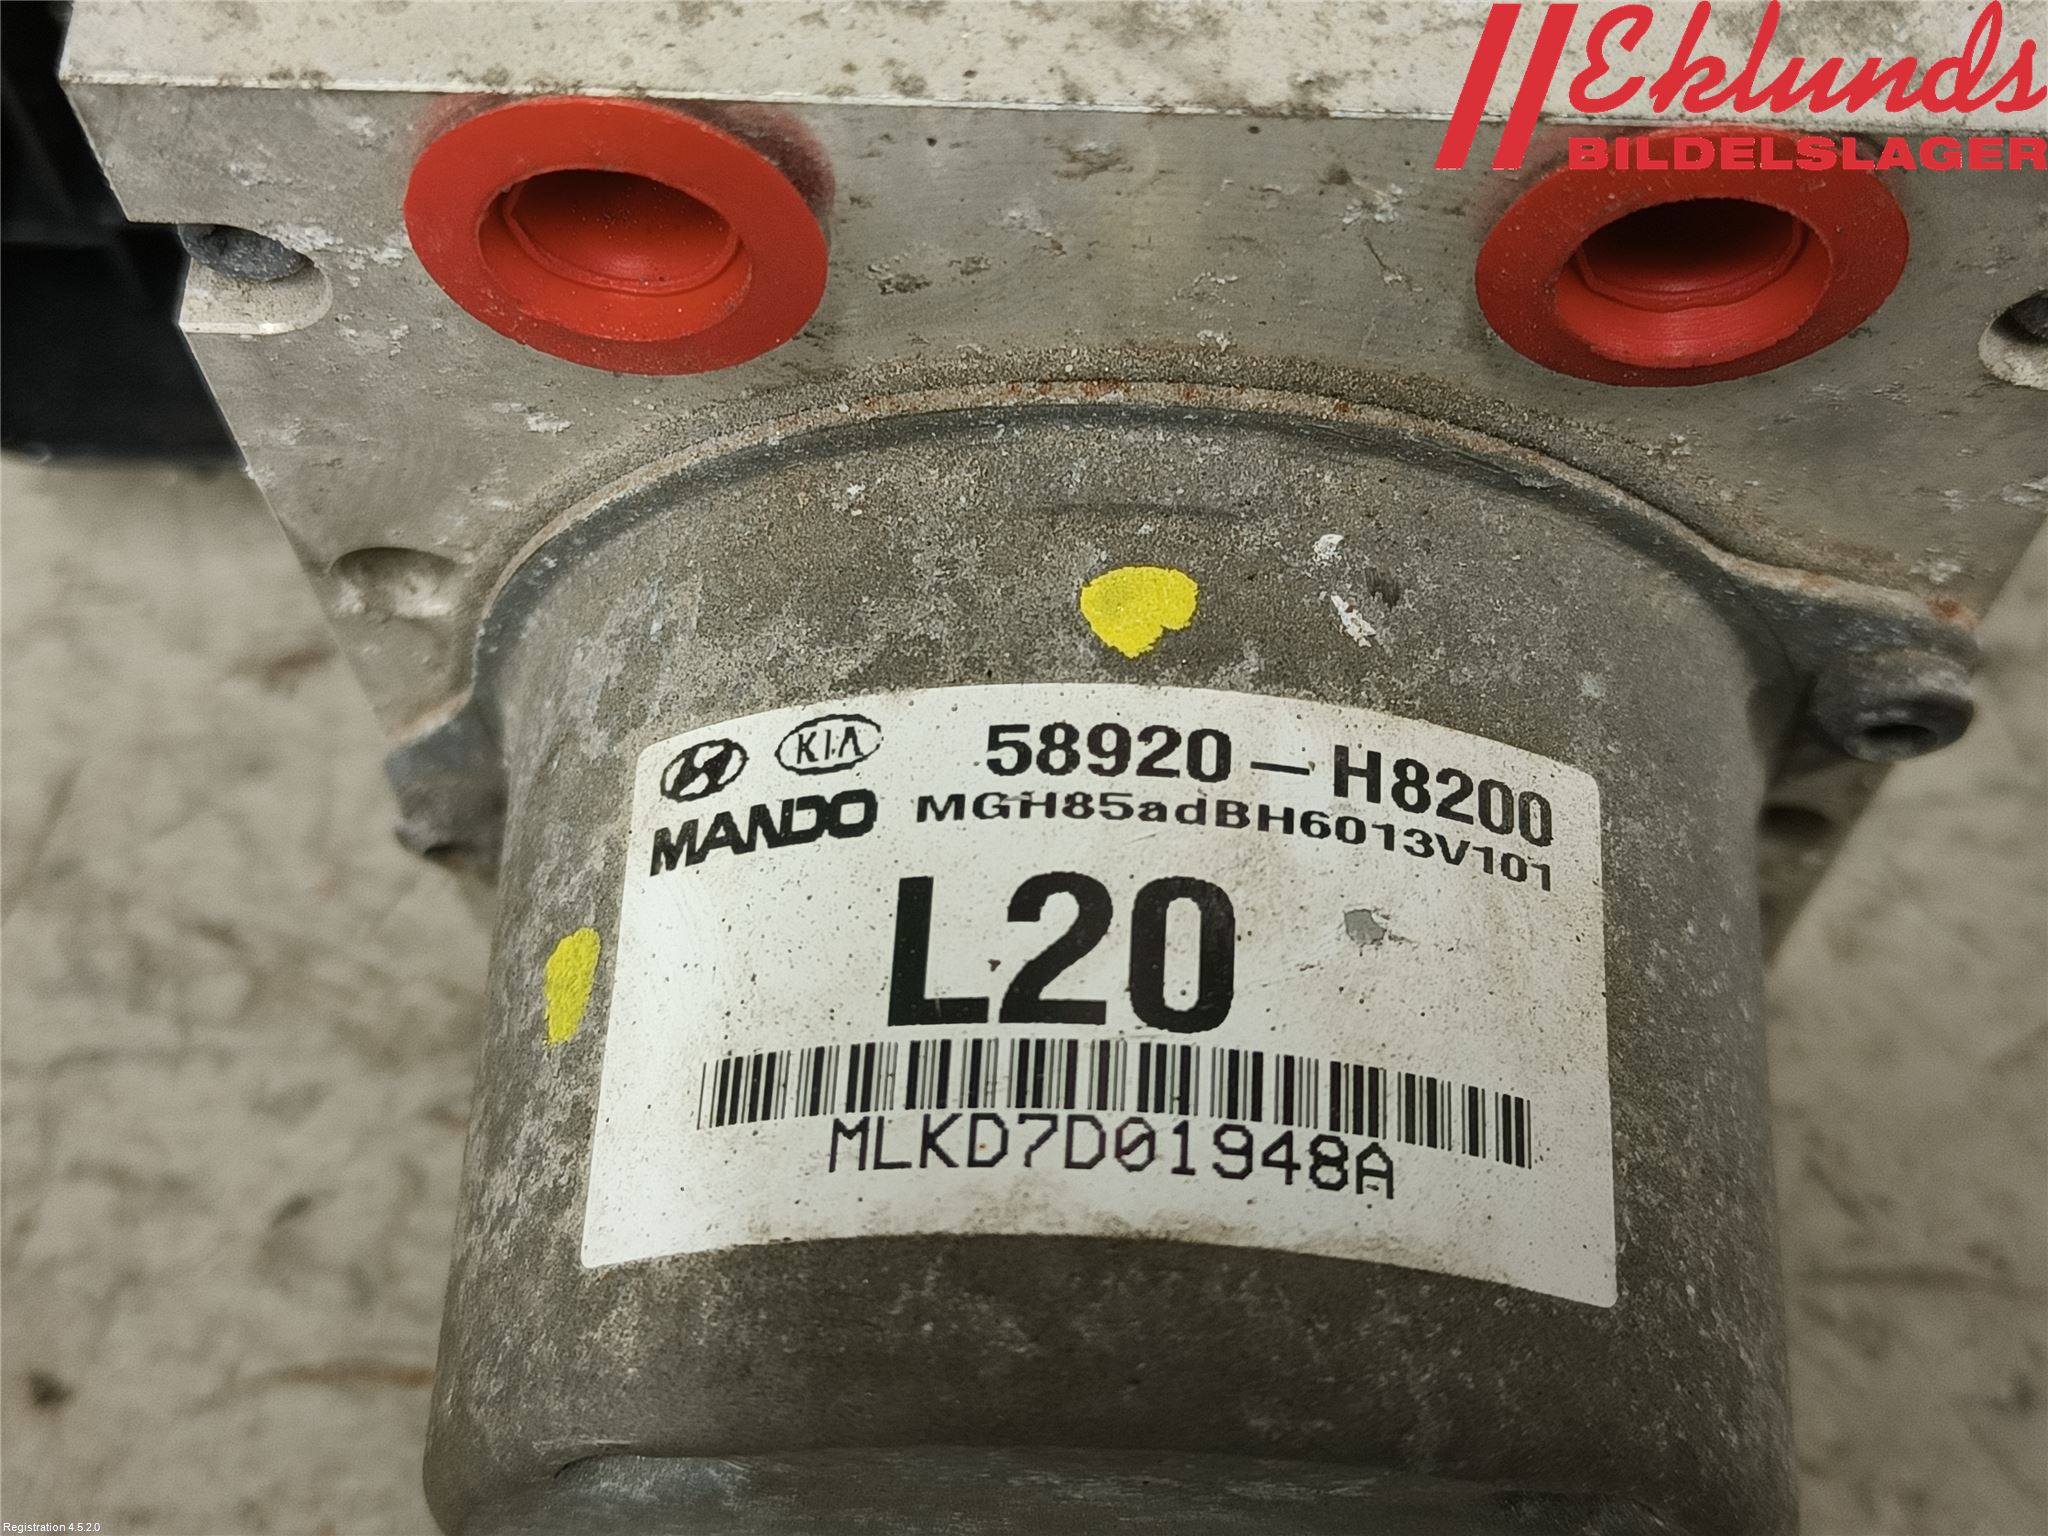 Eklunds
BILDELSLAGER
KIA 58920-H8200
MANDO MGH85adBH6013V101
L20
MLKD7D01948A
Registration 4.5.2.0